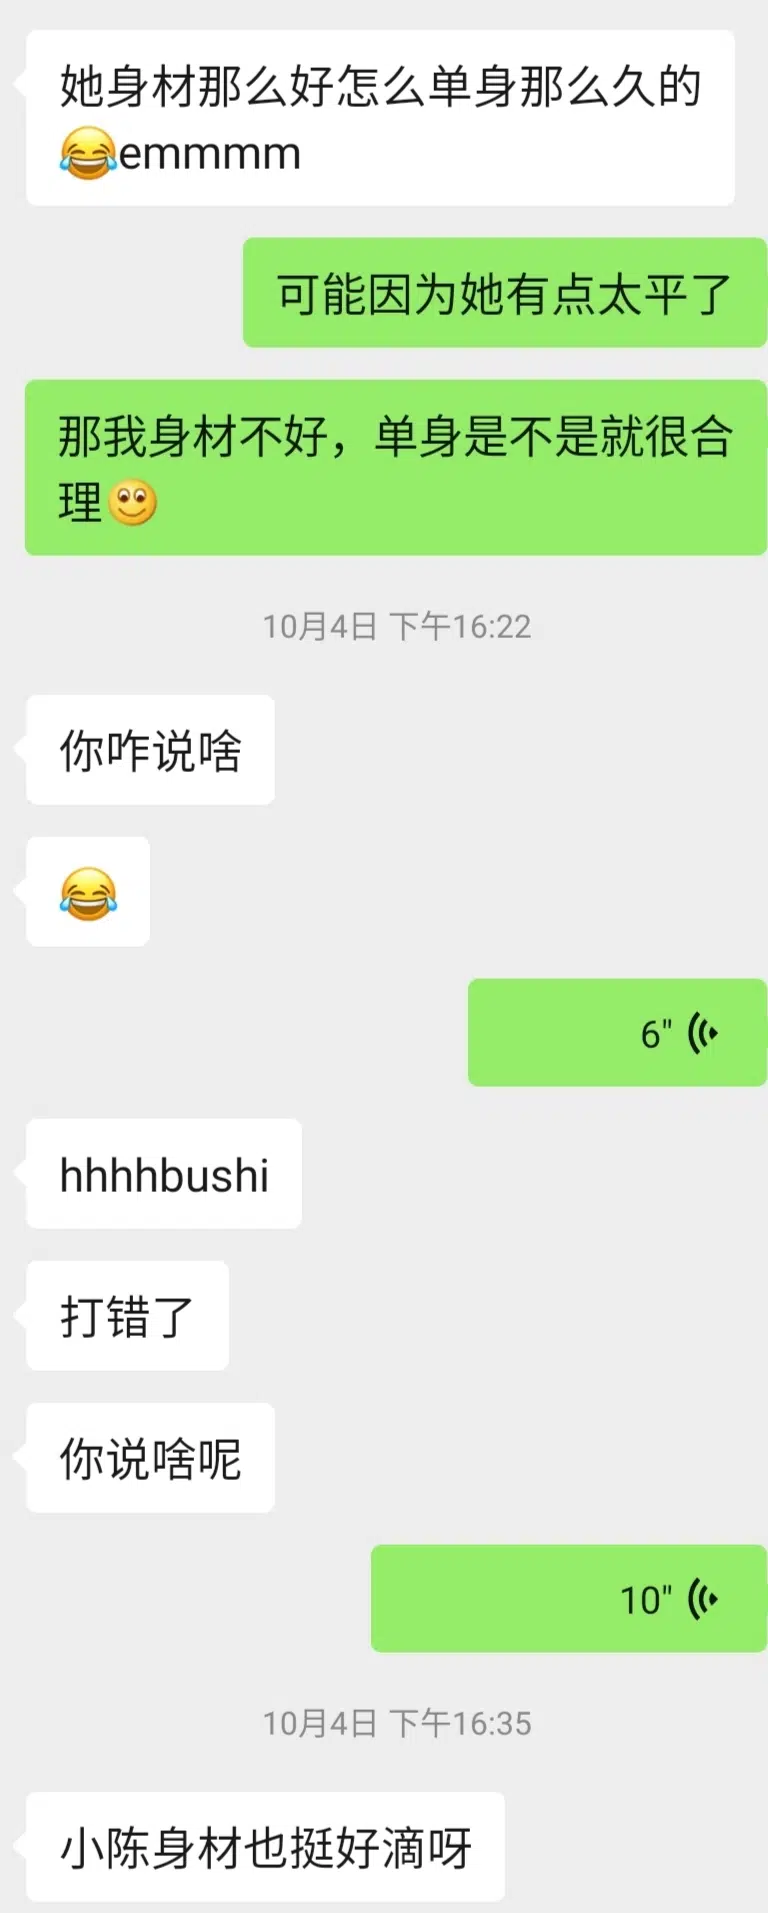 她身材那么好怎么单身那么久的
😂emmmm
可能因为她有点太平了
那我身材不好，单身是不是就很合
理🙂
10月4日 下午16:22
你咋说啥
😂
6"
hhhhbushi
打错了
你说啥呢
10"
10月4日 下午16:35
小陈身材也挺好滴呀